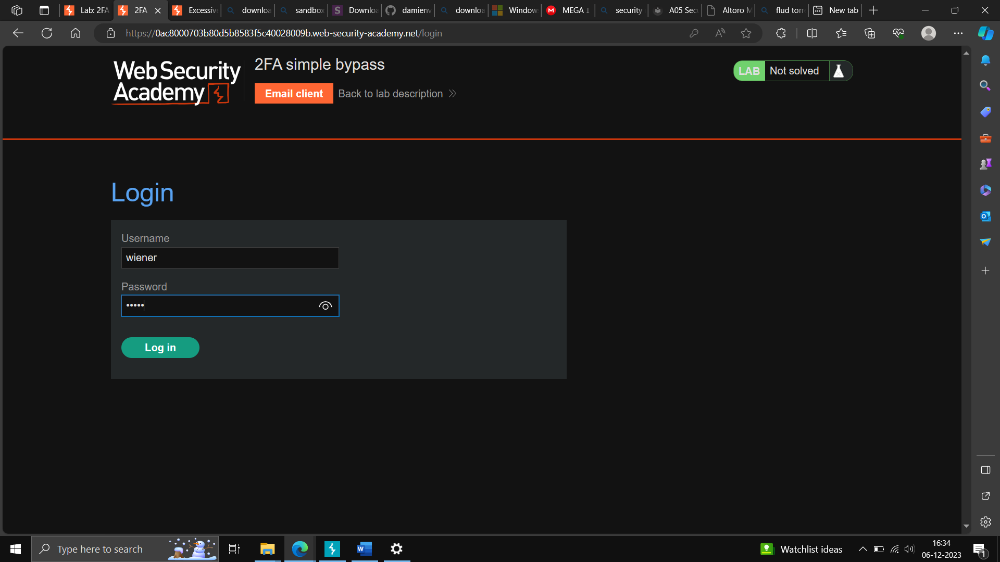 Lab: 2FA
2FA
Excessiv
downloa
sandbox
Downloa
damienv
downloa
Window
MEGA
security
A05 Sec
Altoro M
flud torr
New tab
https://0ac8000703b80d5b8583f5c40028009b.web-security-academy.net/login
Web Security
Academy
2FA simple bypass
Email client
Back to lab description
LAB
Not solved
Login
Username
wiener
Password
•••••
Log in
Type here to search
Watchlist ideas
16:34
06-12-2023
1